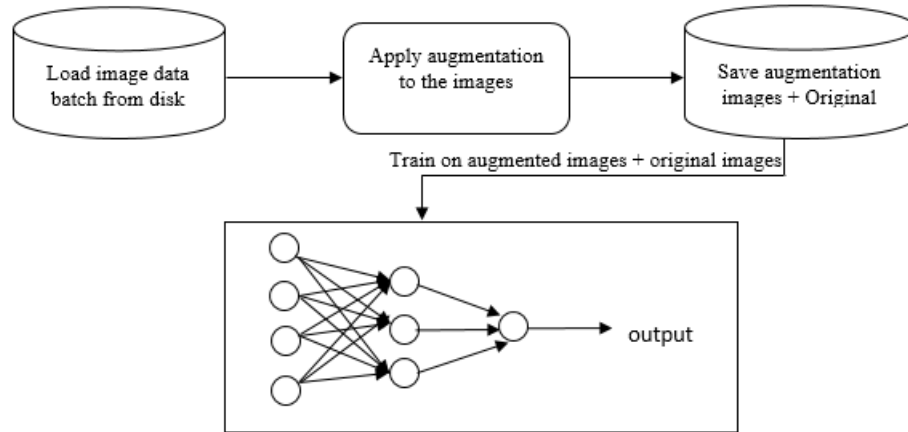 Load image data
batch from disk
Apply augmentation
to the images
Save augmentation
images + Original
Train on augmented images + original images
output